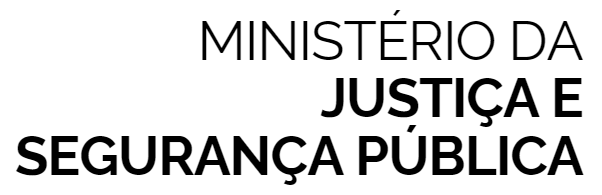 MINISTÉRIO DA
JUSTIÇA E
SEGURANÇA PÚBLICA